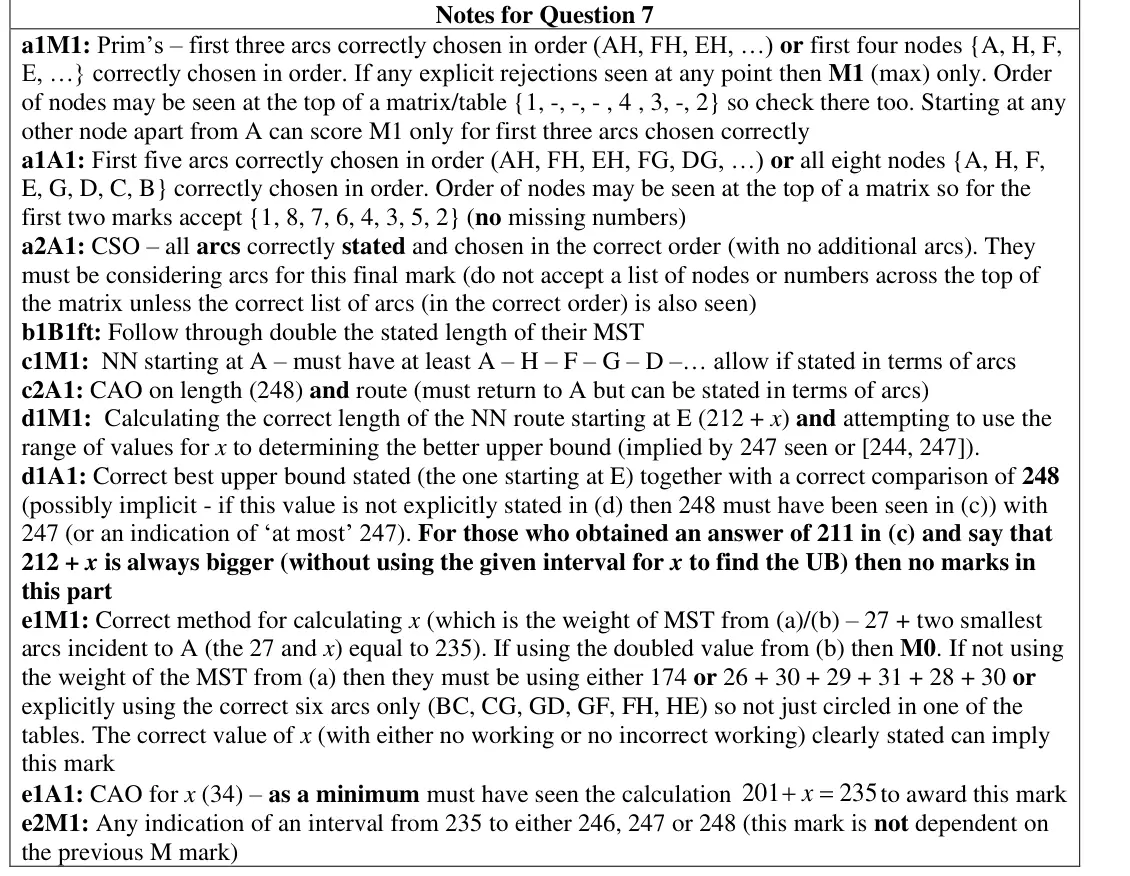 Notes for Question 7
a1M1: Prim's – first three arcs correctly chosen in order (AH, FH, EH, …) or first four nodes {A, H, F,
E, …} correctly chosen in order. If any explicit rejections seen at any point then M1 (max) only. Order
of nodes may be seen at the top of a matrix/table {1, -, -, - , 4 , 3, -, 2} so check there too. Starting at any
other node apart from A can score M1 only for first three arcs chosen correctly
a1A1: First five arcs correctly chosen in order (AH, FH, EH, FG, DG, …) or all eight nodes {A, H, F,
E, G, D, C, B} correctly chosen in order. Order of nodes may be seen at the top of a matrix so for the
first two marks accept {1, 8, 7, 6, 4, 3, 5, 2} (no missing numbers)
a2A1: CSO – all arcs correctly stated and chosen in the correct order (with no additional arcs). They
must be considering arcs for this final mark (do not accept a list of nodes or numbers across the top of
the matrix unless the correct list of arcs (in the correct order) is also seen)
b1B1ft: Follow through double the stated length of their MST
c1M1: NN starting at A – must have at least A – H – F – G – D –… allow if stated in terms of arcs
c2A1: CAO on length (248) and route (must return to A but can be stated in terms of arcs)
d1M1: Calculating the correct length of the NN route starting at E (212 + x) and attempting to use the
range of values for x to determining the better upper bound (implied by 247 seen or [244, 247]).
d1A1: Correct best upper bound stated (the one starting at E) together with a correct comparison of 248
(possibly implicit - if this value is not explicitly stated in (d) then 248 must have been seen in (c)) with
247 (or an indication of 'at most' 247). For those who obtained an answer of 211 in (c) and say that
212 + x is always bigger (without using the given interval for x to find the UB) then no marks in
this part
e1M1: Correct method for calculating x (which is the weight of MST from (a)/(b) – 27 + two smallest
arcs incident to A (the 27 and x) equal to 235). If using the doubled value from (b) then M0. If not using
the weight of the MST from (a) then they must be using either 174 or 26 + 30 + 29 + 31 + 28 + 30 or
explicitly using the correct six arcs only (BC, CG, GD, GF, FH, HE) so not just circled in one of the
tables. The correct value of x (with either no working or no incorrect working) clearly stated can imply
this mark
e1A1: CAO for x (34) – as a minimum must have seen the calculation 201+ x = 235 to award this mark
e2M1: Any indication of an interval from 235 to either 246, 247 or 248 (this mark is not dependent on
the previous M mark)